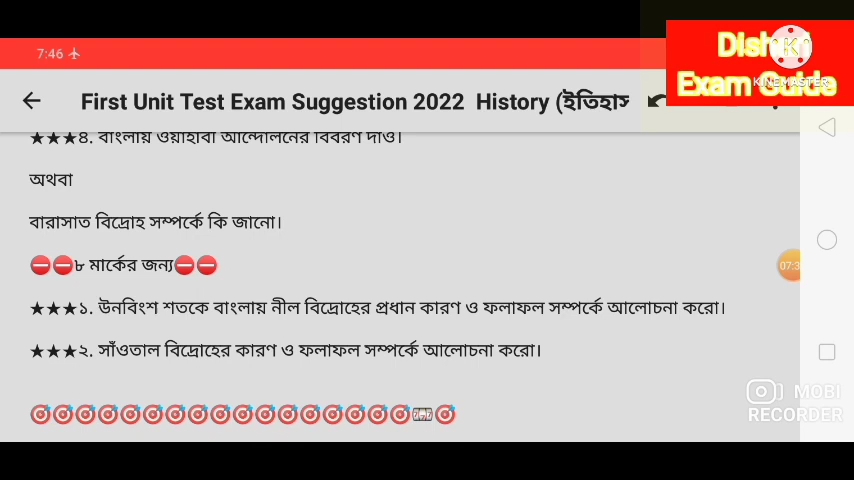 7:46
Exam Guide
KINEMASTER
First Unit Test Exam Suggestion 2022 History (ইতিহাস
★★★৪. বাংলায় ওয়াহাবী আন্দোলনের বিবরণ দাও।
অথবা
বারাসাত বিদ্রোহ সম্পর্কে কি জানো।
⛔⛔৮ মার্কের জন্য⛔⛔
07:3
★★★১. উনবিংশ শতকে বাংলায় নীল বিদ্রোহের প্রধান কারণ ও ফলাফল সম্পর্কে আলোচনা করো।
★★★২. সাঁওতাল বিদ্রোহের কারণ ও ফলাফল সম্পর্কে আলোচনা করো।
MOBI
RECORDER